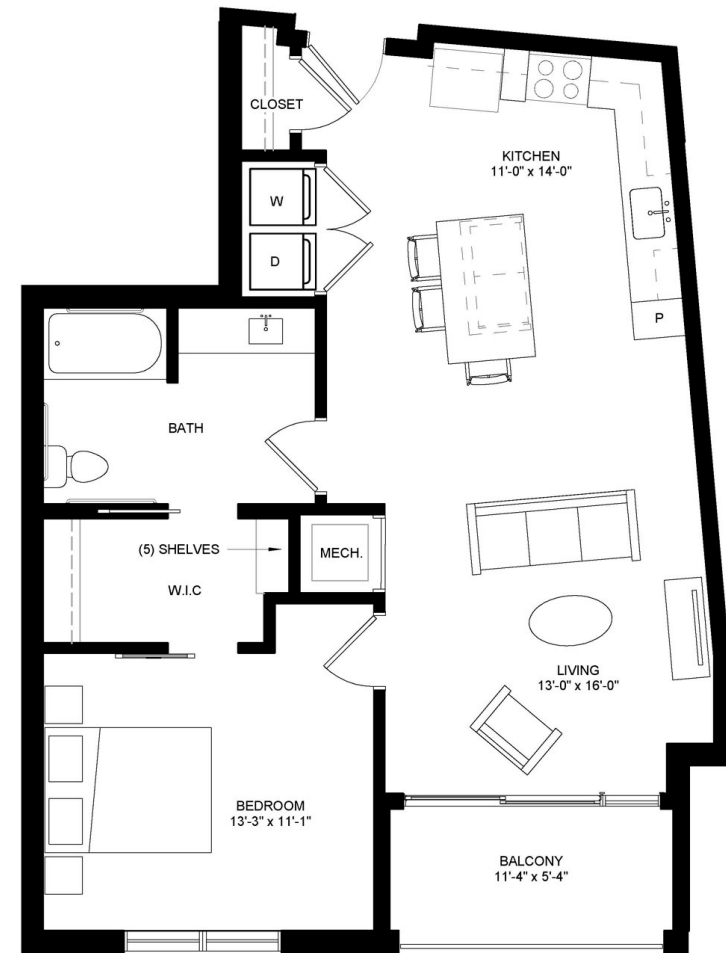 CLOSET
KITCHEN
11'-0" x 14'-0"
W
D
P
BATH
(5) SHELVES
MECH.
W.I.C
LIVING
13'-0" x 16'-0"
BEDROOM
13'-3" x 11'-1"
BALCONY
11'-4" x 5'-4"